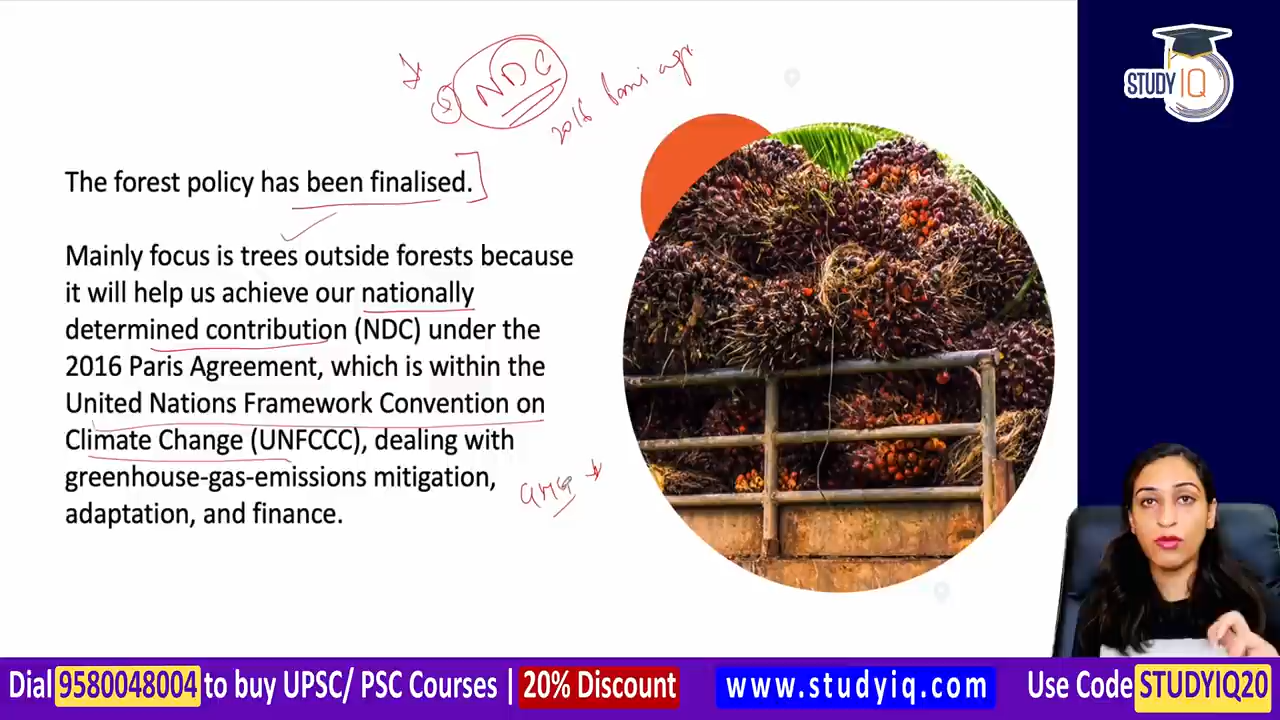 NDC
2016 Paris agr
STUDY IQ
The forest policy has been finalised.
Mainly focus is trees outside forests because
it will help us achieve our nationally
determined contribution (NDC) under the
2016 Paris Agreement, which is within the
United Nations Framework Convention on
Climate Change (UNFCCC), dealing with
greenhouse-gas-emissions mitigation,
adaptation, and finance.
GHG
Dial 9580048004 to buy UPSC/ PSC Courses | 20% Discount www.studyiq.com Use Code STUDYIQ20